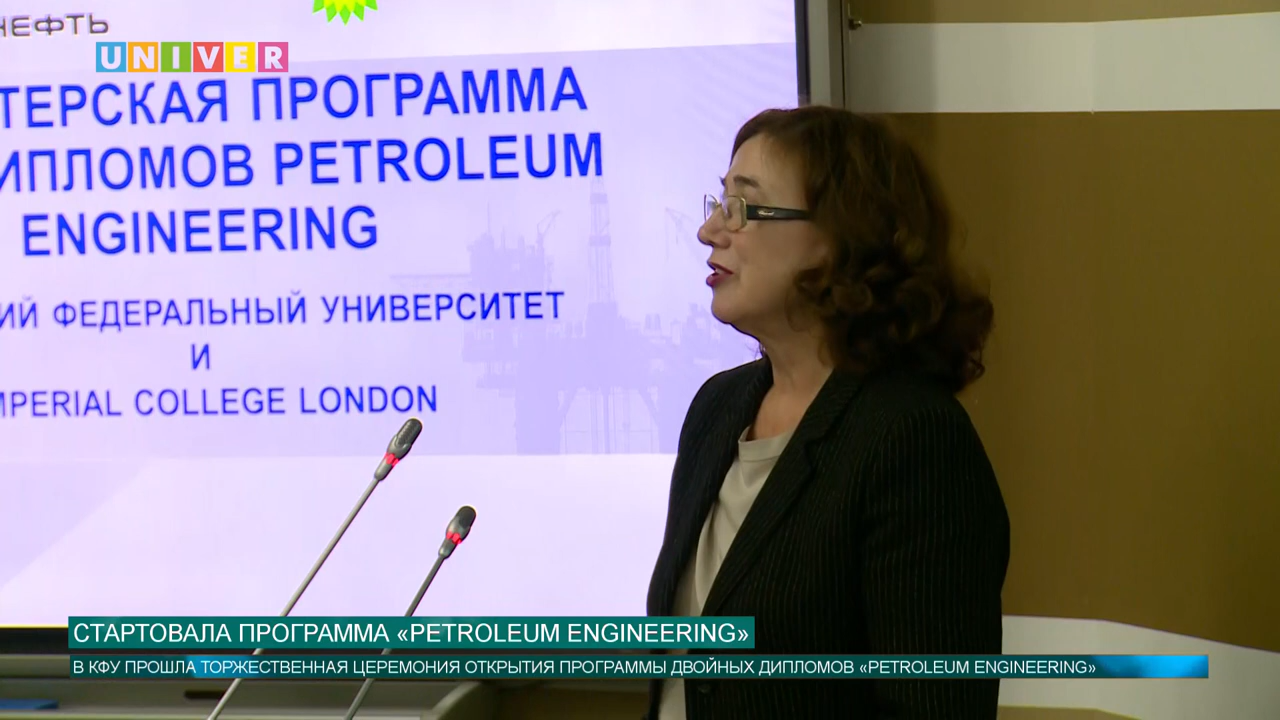 НЕФТЬ
UNIVER
ТЕРСКАЯ ПРОГРАММА
ИПЛОМОВ PETROLEUM
ENGINEERING
ИЙ ФЕДЕРАЛЬНЫЙ УНИВЕРСИТЕТ
И
MPERIAL COLLEGE LONDON
СТАРТОВАЛА ПРОГРАММА «PETROLEUM ENGINEERING»
В КФУ ПРОШЛА ТОРЖЕСТВЕННАЯ ЦЕРЕМОНИЯ ОТКРЫТИЯ ПРОГРАММЫ ДВОЙНЫХ ДИПЛОМОВ «PETROLEUM ENGINEERING»